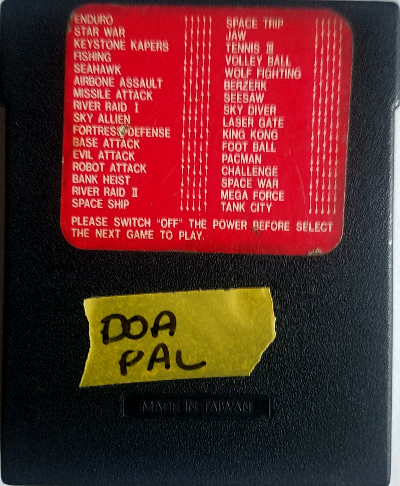 ENDURO
STAR WAR
KEYSTONE KAPERS
FISHING
SEAHAWK
AIRBONE ASSAULT
MISSILE ATTACK
RIVER RAID I
SKY ALLIEN
FORTRESS DEFENSE
BASE ATTACK
EVIL ATTACK
ROBOT ATTACK
BANK HEIST
RIVER RAID II
SPACE SHIP
SPACE TRIP
JAW
TENNIS III
VOLLEY BALL
WOLF FIGHTING
BERZERK
SEESAW
SKY DIVER
LASER GATE
KING KONG
FOOT BALL
PACMAN
CHALLENGE
SPACE WAR
MEGA FORCE
TANK CITY
PLEASE SWITCH "OFF" THE POWER BEFORE SELECT
THE NEXT GAME TO PLAY.
DOA
PAL
MADE IN TAIWAN